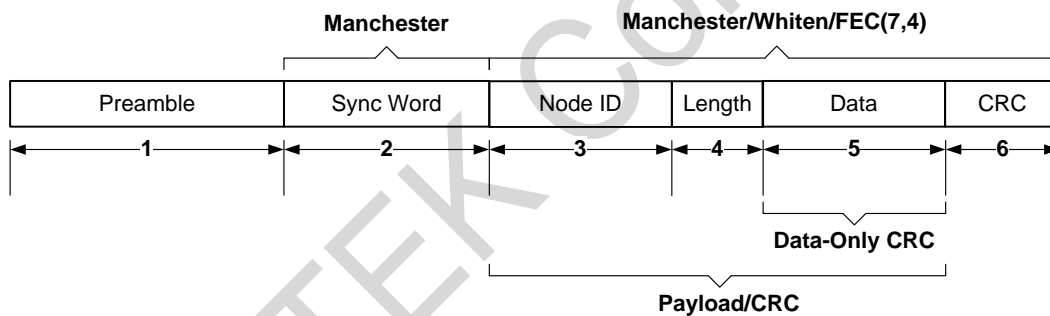 Manchester
Manchester/Whiten/FEC(7,4)
Preamble
Sync Word
Node ID
Length
Data
CRC
1
2
3
4
5
6
Data-Only CRC
Payload/CRC